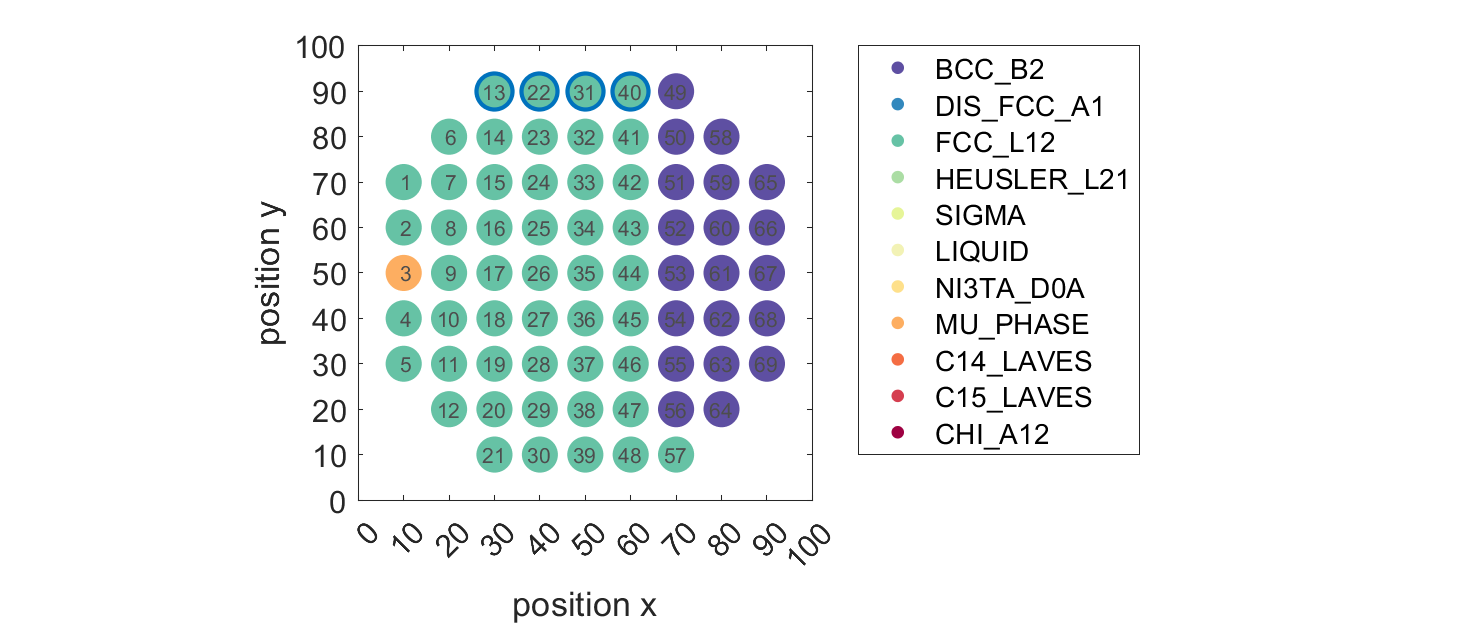 100
90
80
70
60
50
40
30
20
10
0
position y
13 22 31 40 49
6 14 23 32 41 50 58
1 7 15 24 33 42 51 59 65
2 8 16 25 34 43 52 60 66
3 9 17 26 35 44 53 61 67
4 10 18 27 36 45 54 62 68
5 11 19 28 37 46 55 63 69
12 20 29 38 47 56 64
21 30 39 48 57
0 10 20 30 40 50 60 70 80 90 100
position x
BCC_B2
DIS_FCC_A1
FCC_L12
HEUSLER_L21
SIGMA
LIQUID
NI3TA_D0A
MU_PHASE
C14_LAVES
C15_LAVES
CHI_A12